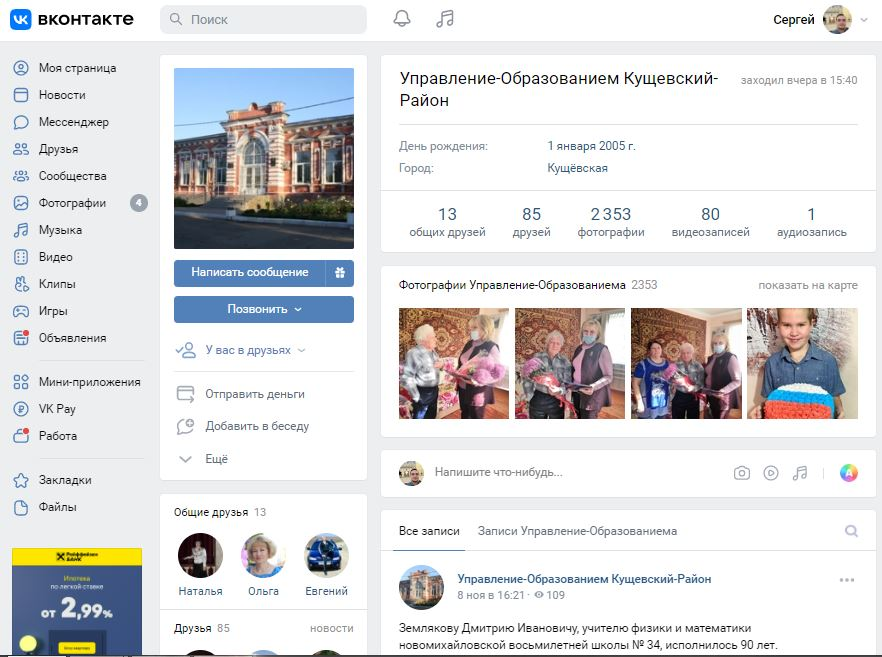 вконтакте
Поиск
Сергей
Моя страница
Новости
Мессенджер
Друзья
Сообщества
Фотографии 4
Музыка
Видео
Клипы
Игры
Объявления
Мини-приложения
VK Pay
Работа
Закладки
Файлы
Райффайзен
БАНК
Ипотека
по легкой ставке
от 2,99%
Написать сообщение
Позвонить
У вас в друзьях
Отправить деньги
Добавить в беседу
Ещё
Общие друзья 13
Наталья Ольга Евгений
Друзья 85 новости
Управление-Образованием Кущевский-
Район
заходил вчера в 15:40
День рождения: 1 января 2005 г.
Город: Кущёвская
13 85 2 353 80 1
общих друзей друзей фотографии видеозаписей аудиозапись
Фотографии Управление-Образованиема 2353 показать на карте
Напишите что-нибудь...
Все записи Записи Управление-Образованиема
Управление-Образованием Кущевский-Район
8 ноя в 16:21 · 109
Землякову Дмитрию Ивановичу, учителю физики и математики
новомихайловской восьмилетней школы № 34, исполнилось 90 лет.